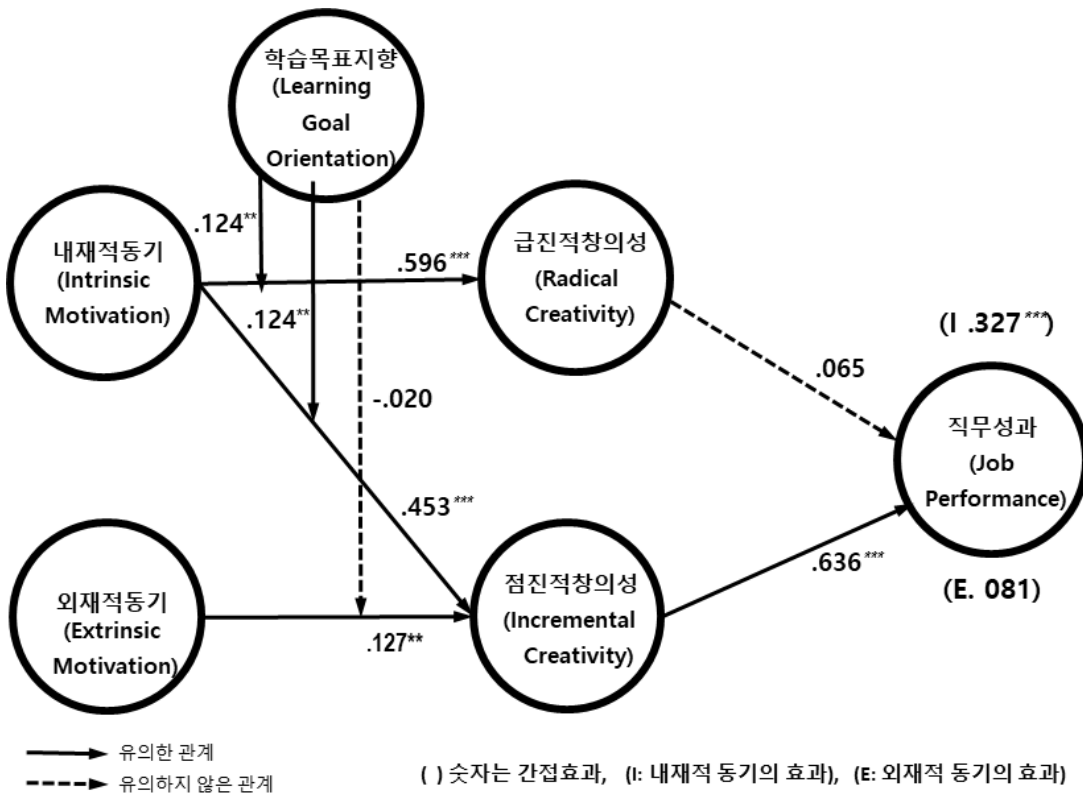 학습목표지향
(Learning
Goal
Orientation)
.124**
내재적동기
(Intrinsic
Motivation)
.596***
급진적창의성
(Radical
Creativity)
.124**
(I .327***)
.065
-.020
직무성과
(Job
Performance)
.453***
.636***
외재적동기
(Extrinsic
Motivation)
.127**
점진적창의성
(Incremental
Creativity)
(E. 081)
유의한 관계
유의하지 않은 관계
( ) 숫자는 간접효과, (I: 내재적 동기의 효과), (E: 외재적 동기의 효과)